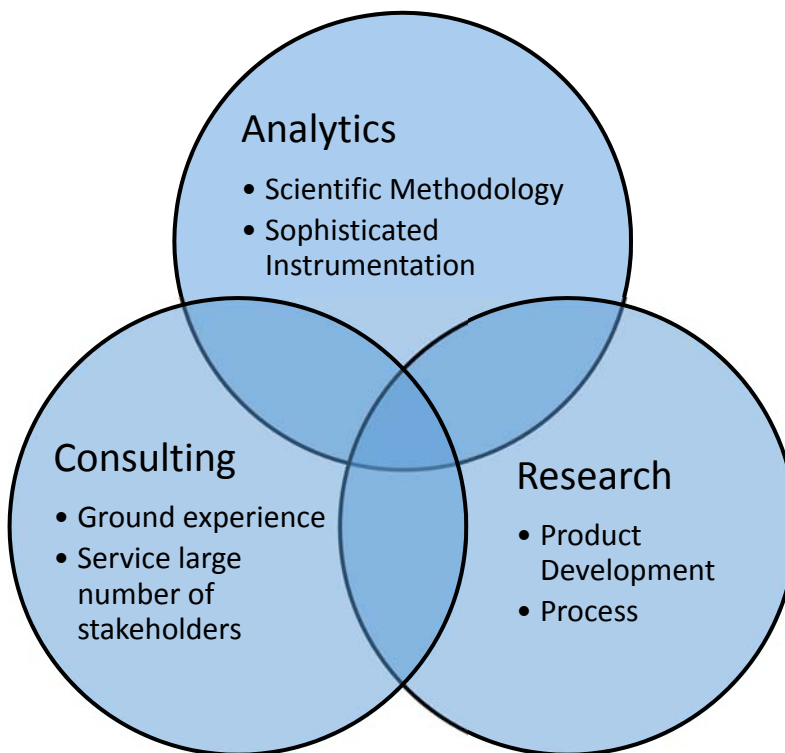 Analytics
• Scientific Methodology
• Sophisticated
Instrumentation
Consulting
• Ground experience
• Service large
number of
stakeholders
Research
• Product
Development
• Process